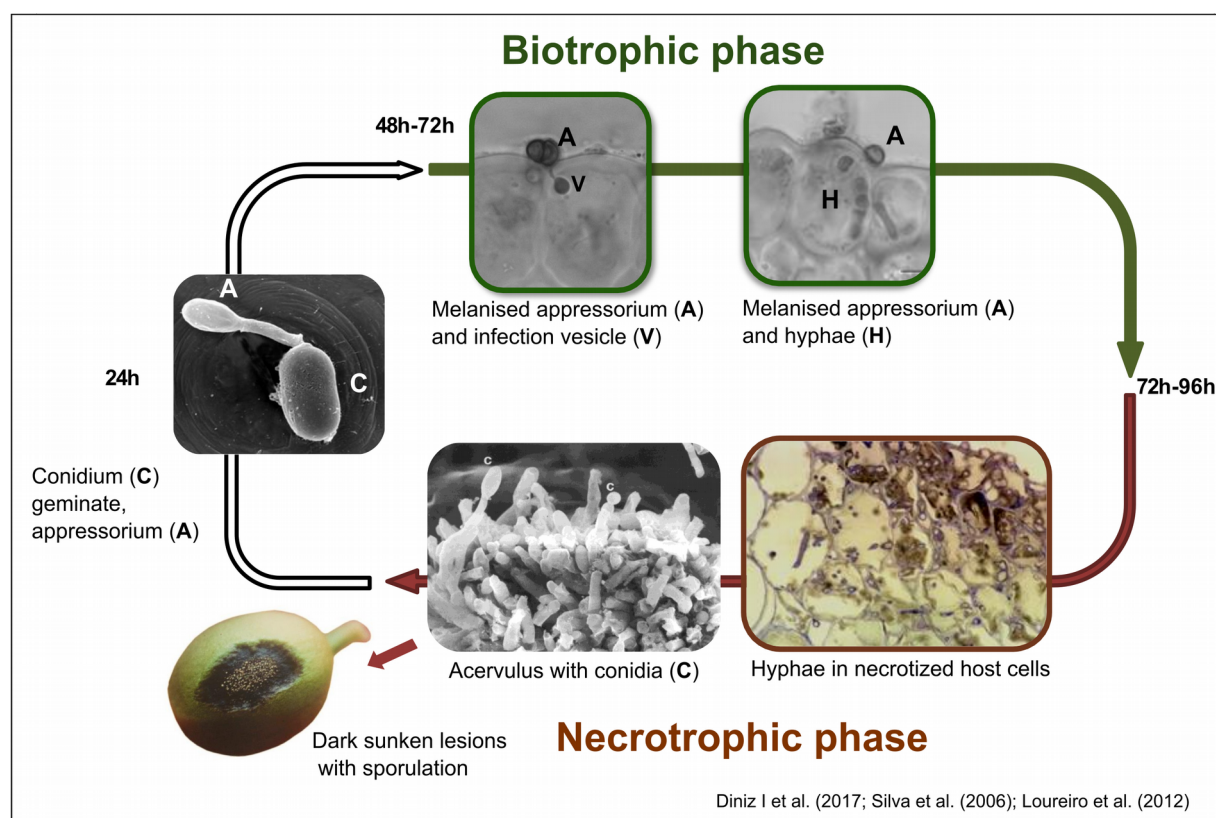 Biotrophic phase
48h-72h
A
V
A
H
Melanised appressorium (A)
and infection vesicle (V)
Melanised appressorium (A)
and hyphae (H)
A
C
24h
72h-96h
Conidium (C)
geminate,
appressorium (A)
c
c
Acervulus with conidia (C)
Hyphae in necrotized host cells
Dark sunken lesions
with sporulation
Necrotrophic phase
Diniz I et al. (2017; Silva et al. (2006); Loureiro et al. (2012)